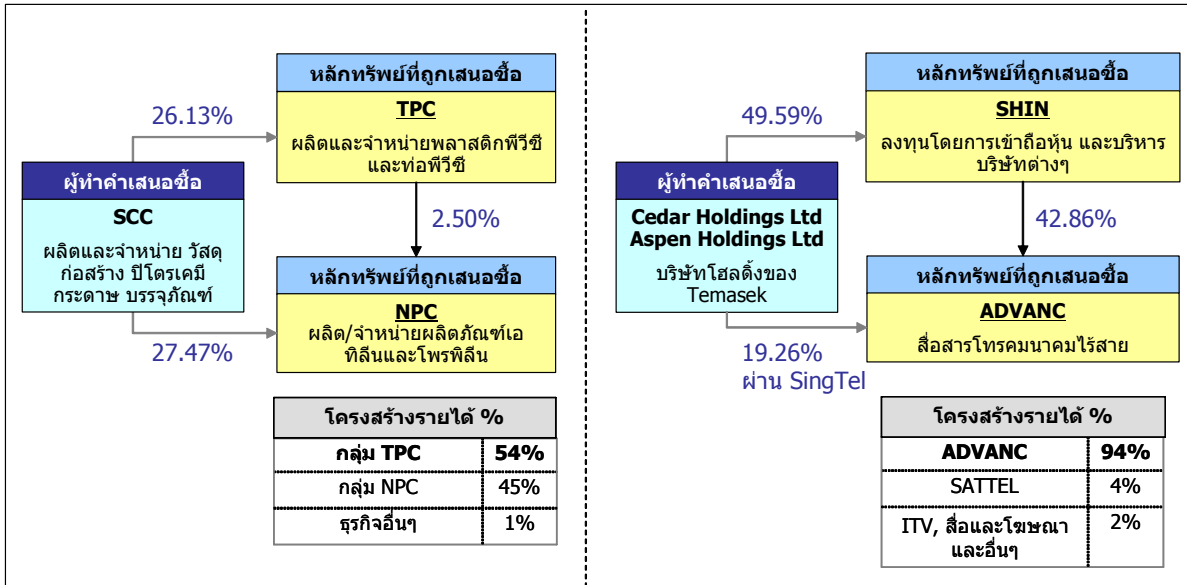 หลักทรัพย์ที่ถูกเสนอซื้อ
26.13%
TPC
ผลิตและจำหน่ายพลาสติกพีวีซี
และท่อพีวีซี
ผู้ทำคำเสนอซื้อ
SCC
ผลิตและจำหน่าย วัสดุ
ก่อสร้าง ปิโตรเคมี
กระดาษ บรรจุภัณฑ์
2.50%
หลักทรัพย์ที่ถูกเสนอซื้อ
NPC
ผลิต/จำหน่ายผลิตภัณฑ์เอ
ทิลีนและโพรพิลีน
27.47%
โครงสร้างรายได้ %
กลุ่ม TPC 54%
กลุ่ม NPC 45%
ธุรกิจอื่นๆ 1%
หลักทรัพย์ที่ถูกเสนอซื้อ
49.59%
SHIN
ลงทุนโดยการเข้าถือหุ้น และบริหาร
บริษัทต่างๆ
ผู้ทำคำเสนอซื้อ
Cedar Holdings Ltd
Aspen Holdings Ltd
บริษัทโฮลดิ้งของ
Temasek
42.86%
หลักทรัพย์ที่ถูกเสนอซื้อ
ADVANC
สื่อสารโทรคมนาคมไร้สาย
19.26%
ผ่าน SingTel
โครงสร้างรายได้ %
ADVANC 94%
SATTEL 4%
ITV, สื่อและโฆษณา 2%
และอื่นๆ